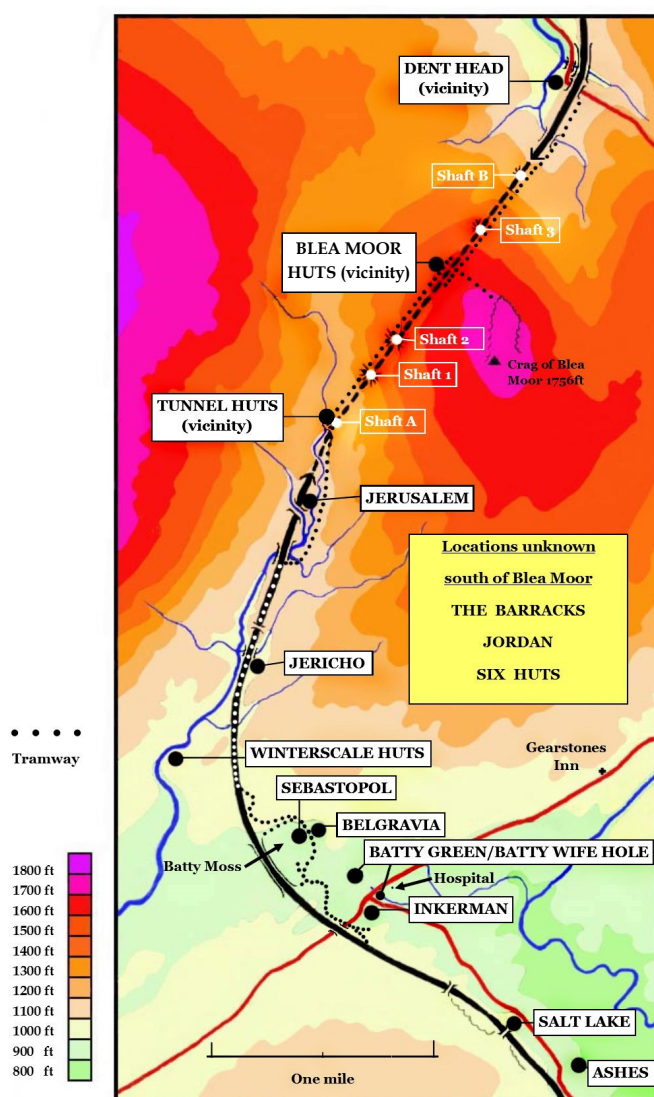 DENT HEAD
(vicinity)
Shaft B
Shaft 3
BLEA MOOR
HUTS (vicinity)
Shaft 2
Crag of Blea
Moor 1756ft
Shaft 1
TUNNEL HUTS
(vicinity)
Shaft A
JERUSALEM
Locations unknown
south of Blea Moor
THE BARRACKS
JORDAN
SIX HUTS
JERICHO
Tramway
WINTERSCALE HUTS
Gearstones
Inn
SEBASTOPOL
BELGRAVIA
BATTY GREEN/BATTY WIFE HOLE
Batty Moss
Hospital
INKERMAN
1800 ft
1700 ft
1600 ft
1500 ft
1400 ft
1300 ft
1200 ft
1100 ft
1000 ft
900 ft
800 ft
SALT LAKE
ASHES
One mile